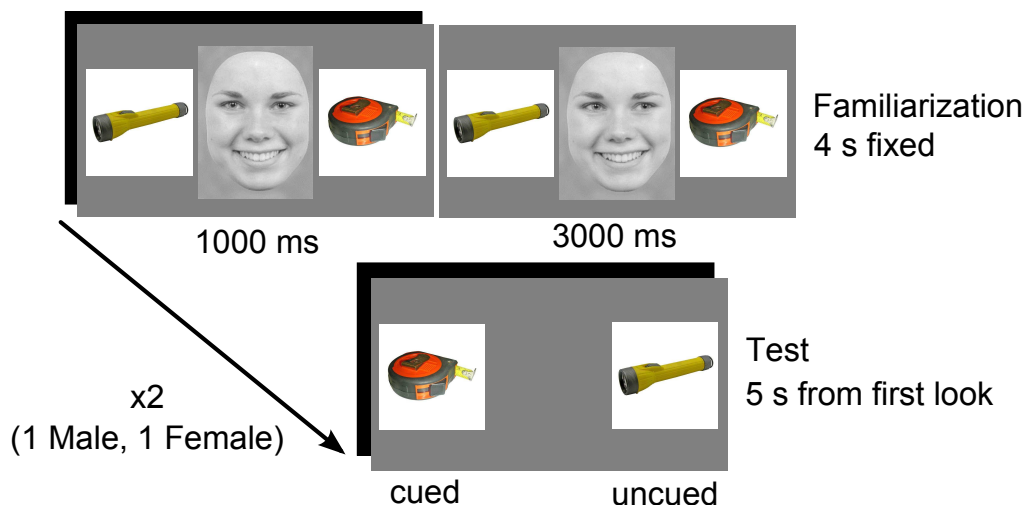 Familiarization
4 s fixed
1000 ms
3000 ms
Test
5 s from first look
x2
(1 Male, 1 Female)
cued
uncued